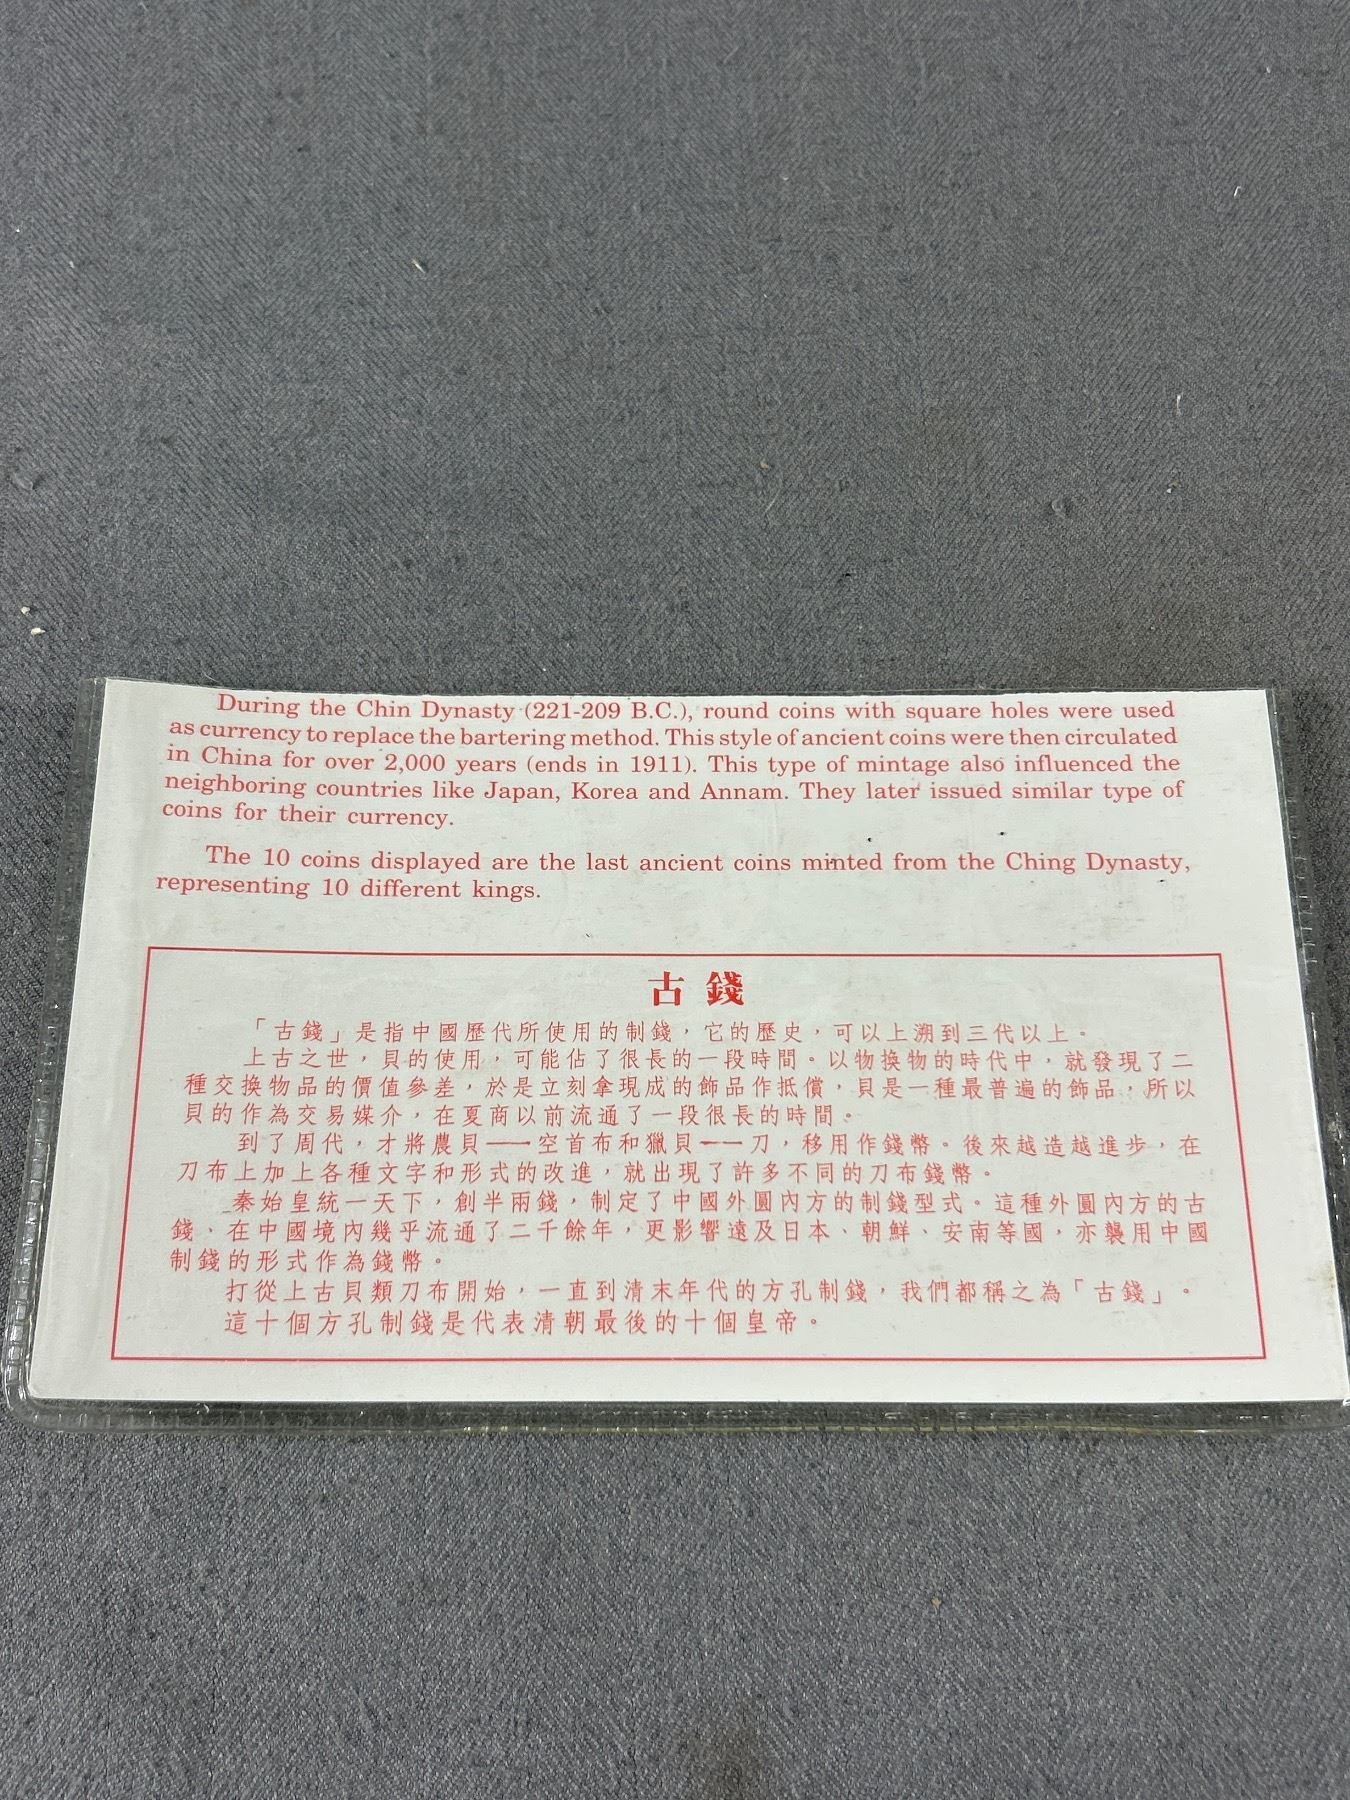 During the Chin Dynasty (221-209 B.C.), round coins with square holes were used
as currency to replace the bartering method. This style of ancient coins were then circulated
in China for over 2,000 years (ends in 1911). This type of mintage also influenced the
neighboring countries like Japan, Korea and Annam. They later issued similar type of
coins for their currency.
The 10 coins displayed are the last ancient coins minted from the Ching Dynasty,
representing 10 different kings.
古錢
「古錢」是指中國歷代所使用的制錢，它的歷史，可以上溯到三代以上。
上古之世，貝的使用，可能佔了很長的一段時間。以物換物的時代中，就發現了二
種交換物品的價值參差，於是立刻拿現成的飾品作抵償，貝是一種最普遍的飾品，所以
貝的作為交易媒介，在夏商以前流通了一段很長的時間。
到了周代，才將農貝——空首布和獵貝——刀，移用作錢幣。後來越造越進步，在
刀布上加上各種文字和形式的改進，就出現了許多不同的刀布錢幣。
秦始皇統一天下，創半兩錢，制定了中國外圓內方的制錢型式。這種外圓內方的古
錢、在中國境內幾乎流通了二千餘年，更影響遠及日本、朝鮮、安南等國，亦襲用中國
制錢的形式作為錢幣。
打從上古貝類刀布開始，一直到清末年代的方孔制錢，我們都稱之為「古錢」。
這十個方孔制錢是代表清朝最後的十個皇帝。